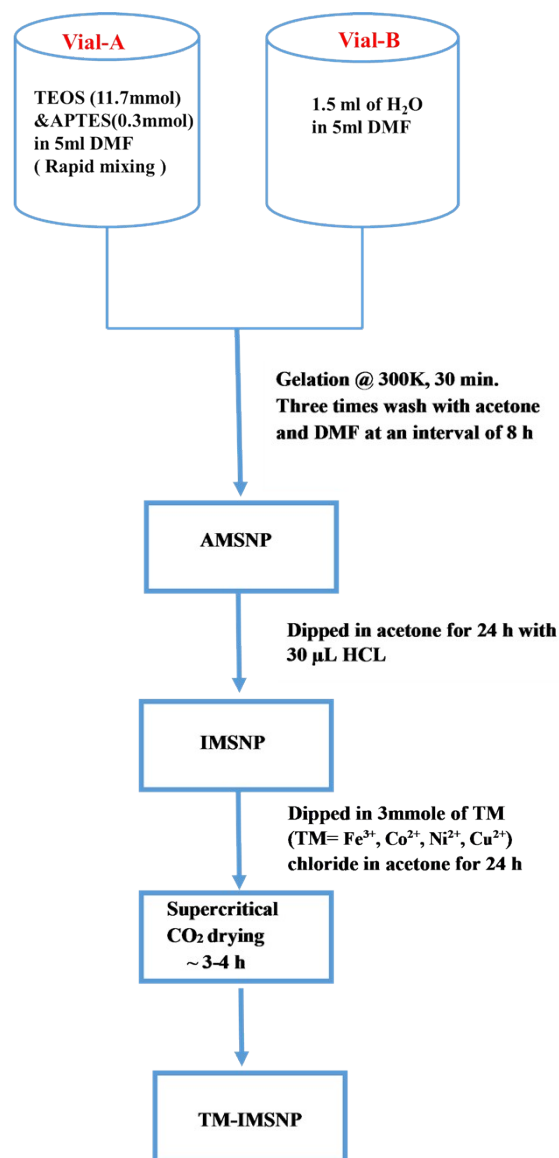 Vial-A
TEOS (11.7mmol)
&APTES(0.3mmol)
in 5ml DMF
( Rapid mixing )
Vial-B
1.5 ml of H₂O
in 5ml DMF
Gelation @ 300K, 30 min.
Three times wash with acetone
and DMF at an interval of 8 h
AMSNP
Dipped in acetone for 24 h with
30 µL HCL
IMSNP
Dipped in 3mmole of TM
(TM= Fe³⁺, Co²⁺, Ni²⁺, Cu²⁺)
chloride in acetone for 24 h
Supercritical
CO₂ drying
~ 3-4 h
TM-IMSNP